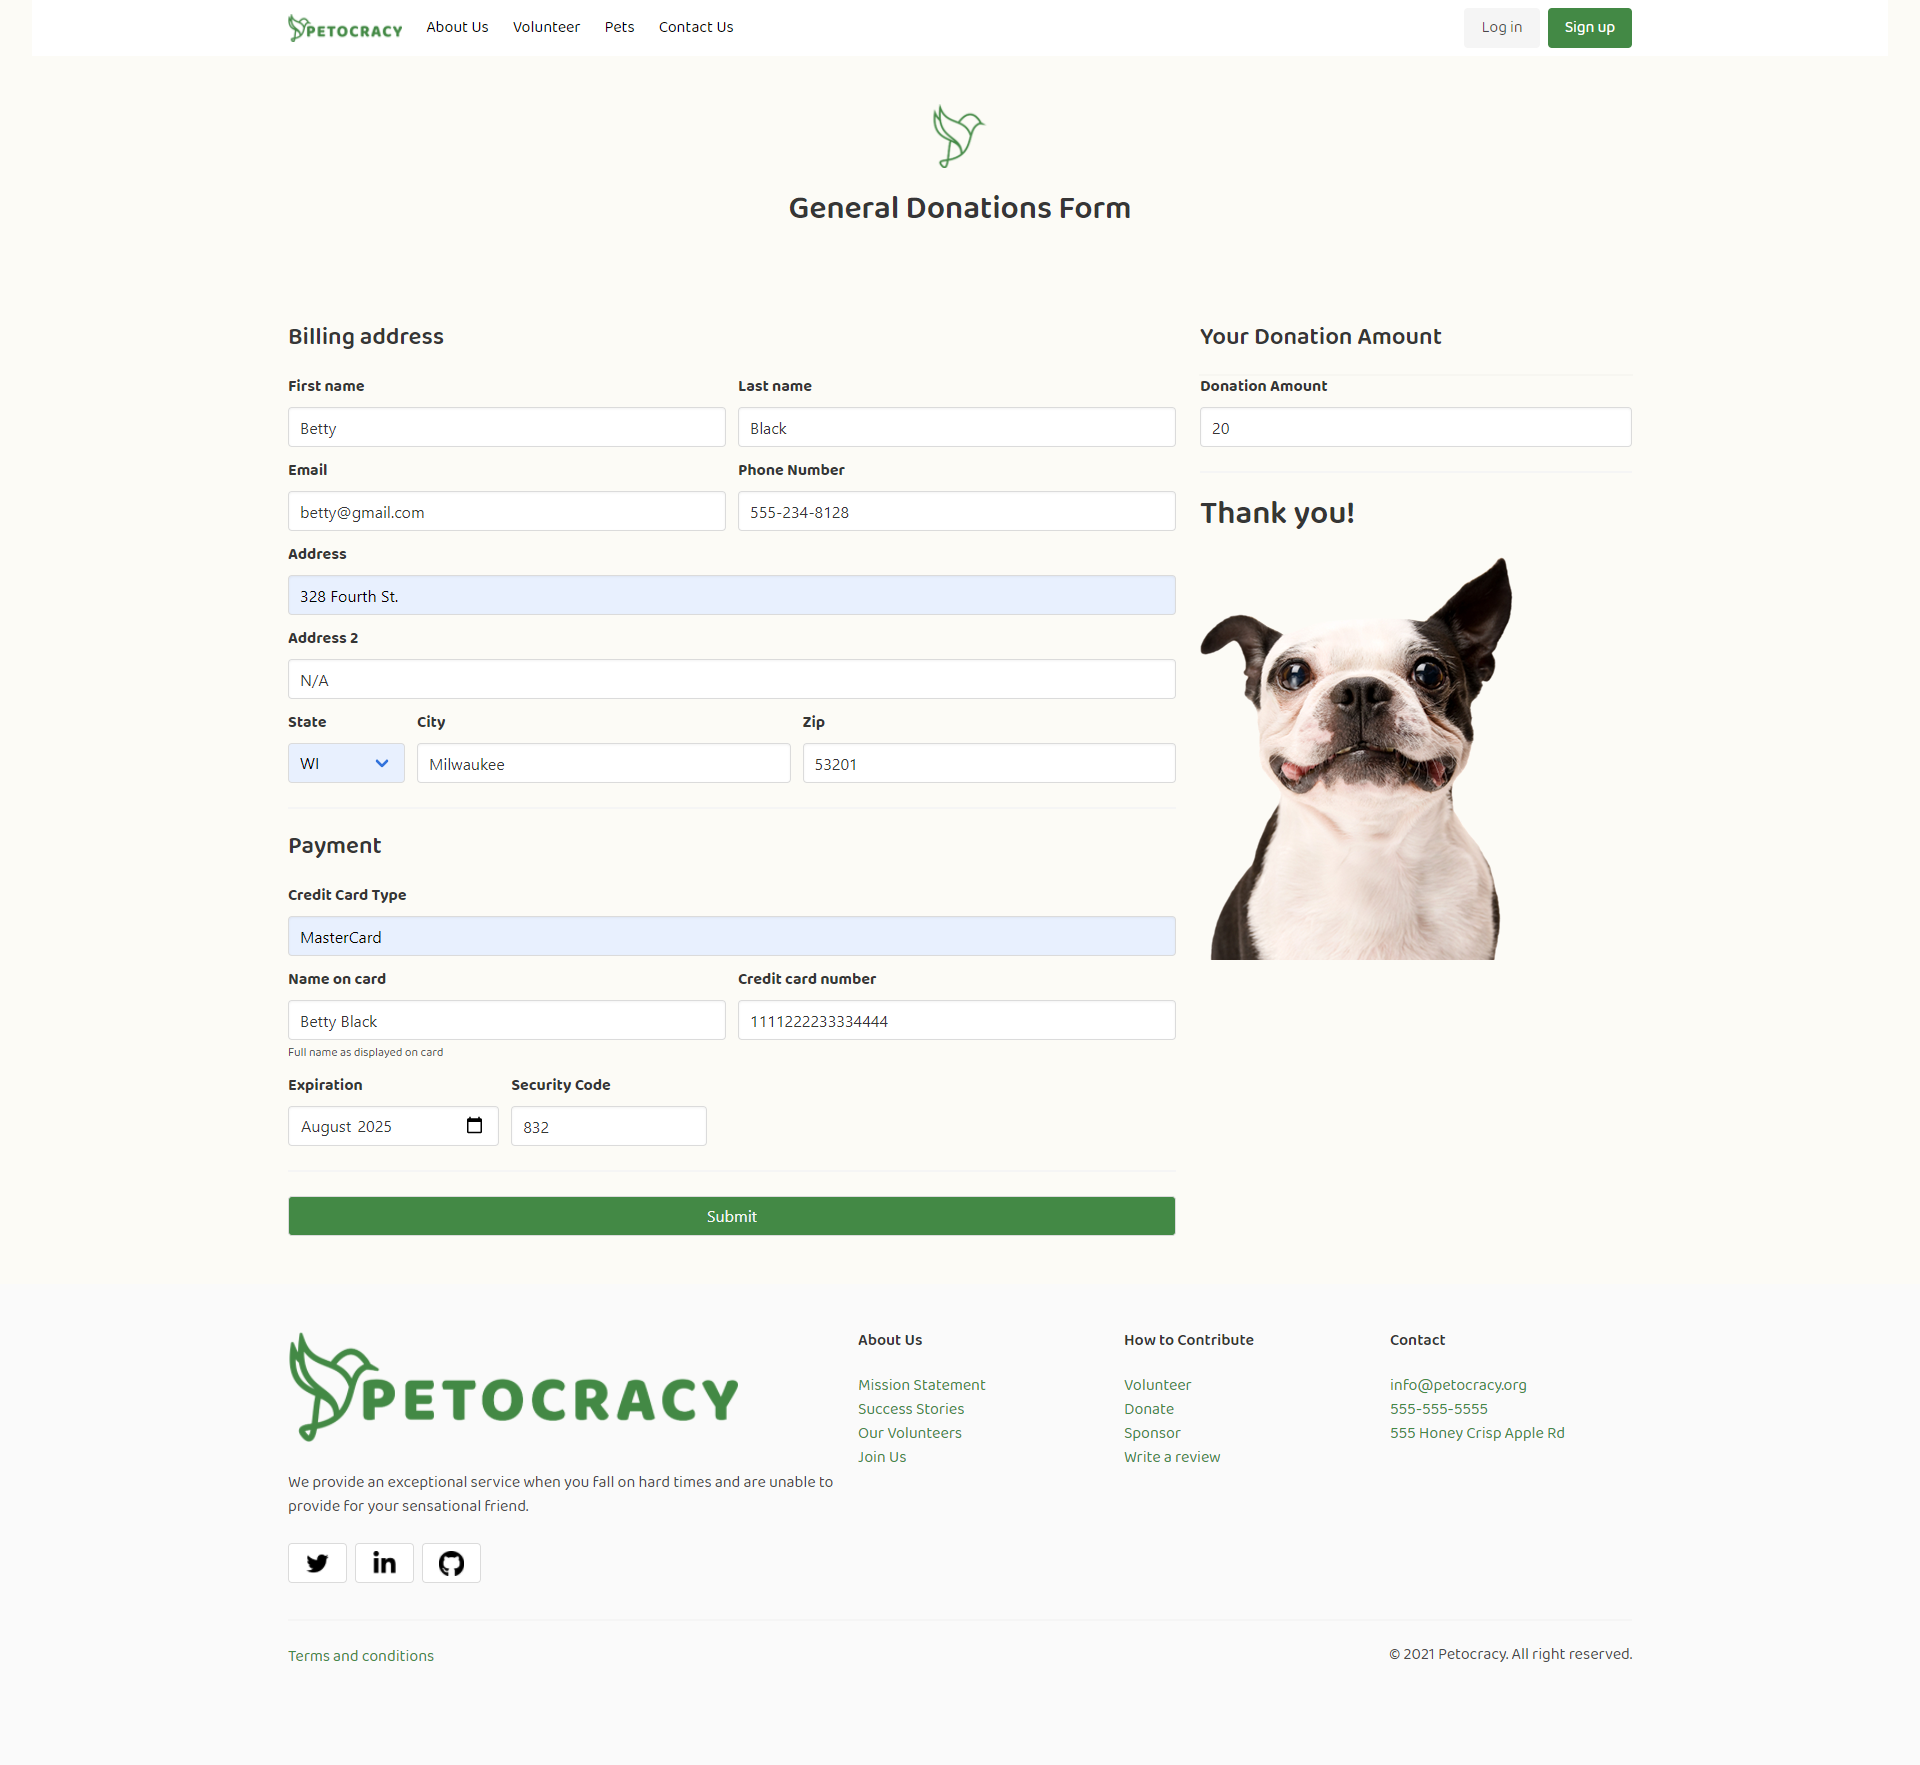 PETOCRACY About Us Volunteer Pets Contact Us Log in Sign up
General Donations Form
Billing address
First name Last name
Betty Black
Email Phone Number
betty@gmail.com 555-234-8128
Address
328 Fourth St.
Address 2
N/A
State City Zip
WI Milwaukee 53201
Payment
Credit Card Type
MasterCard
Name on card Credit card number
Betty Black 1111222233334444
Full name as displayed on card
Expiration Security Code
August 2025 832
Submit
Your Donation Amount
Donation Amount
20
Thank you!
PETOCRACY
We provide an exceptional service when you fall on hard times and are unable to
provide for your sensational friend.
in
About Us
Mission Statement
Success Stories
Our Volunteers
Join Us
How to Contribute
Volunteer
Donate
Sponsor
Write a review
Contact
info@petocracy.org
555-555-5555
555 Honey Crisp Apple Rd
Terms and conditions © 2021 Petocracy. All right reserved.